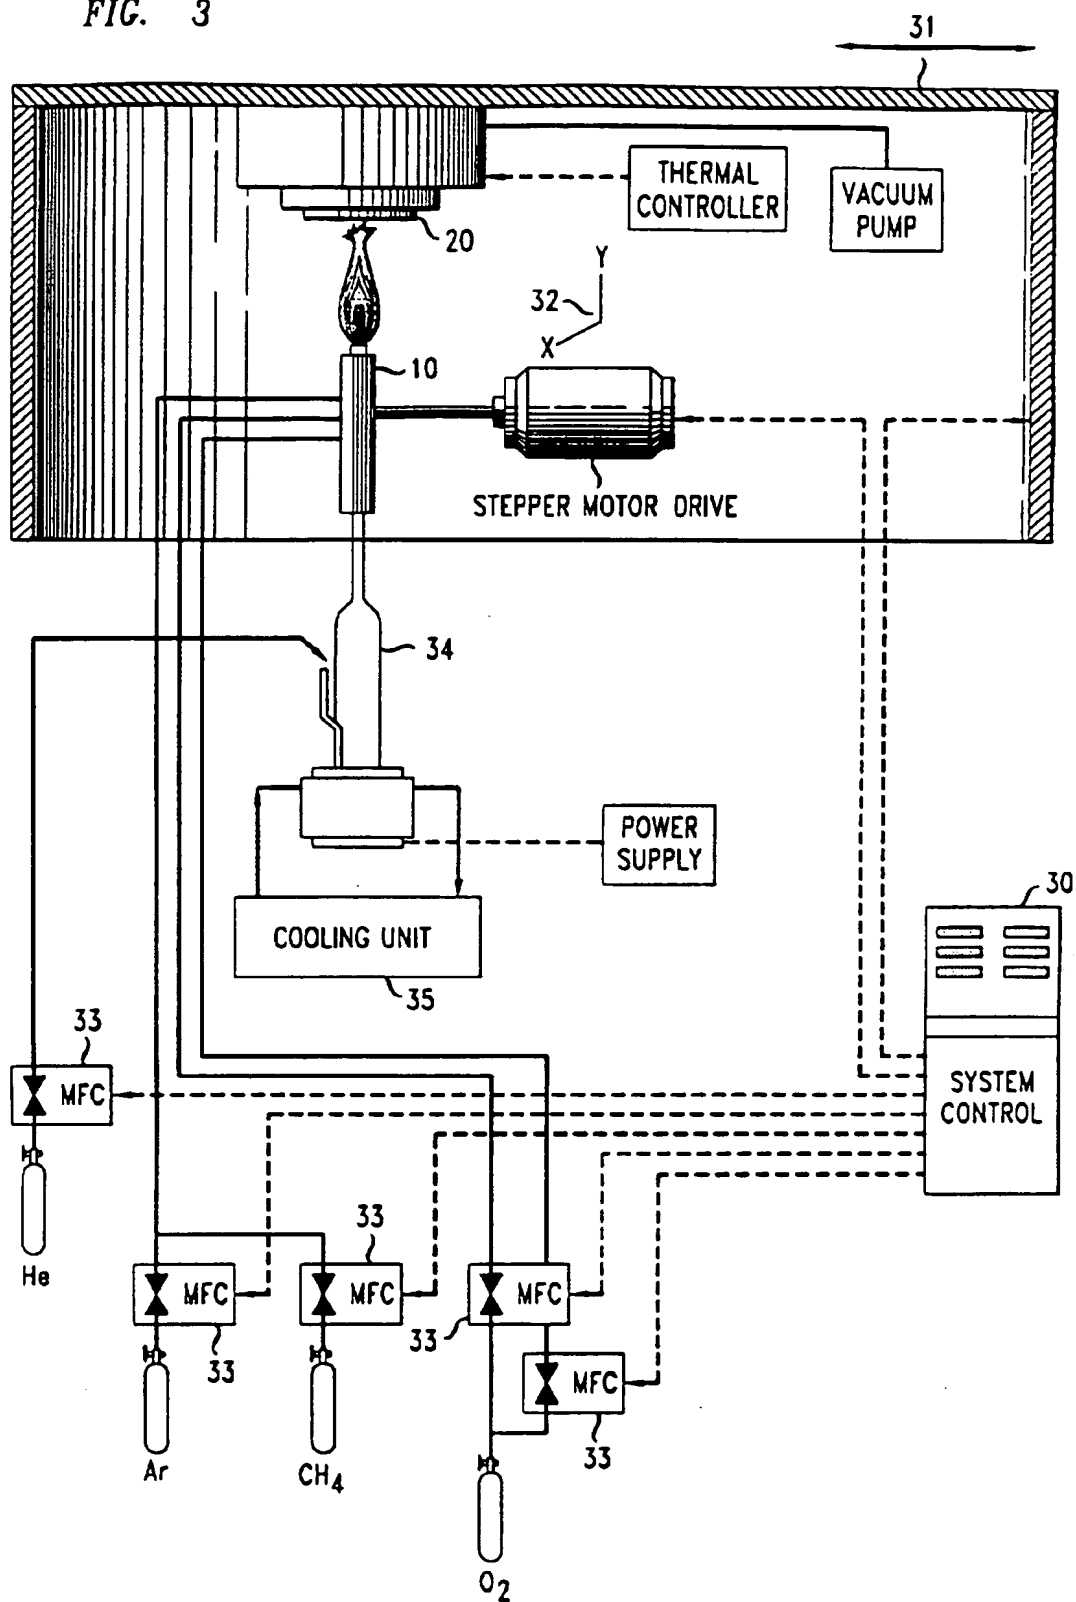 FIG. 3
31
THERMAL
CONTROLLER
VACUUM
PUMP
20
Y
32
X
10
STEPPER MOTOR DRIVE
34
POWER
SUPPLY
30
COOLING UNIT
35
33
MFC
SYSTEM
CONTROL
He
33
MFC
33
MFC
MFC
33
MFC
33
Ar
CH4
O2